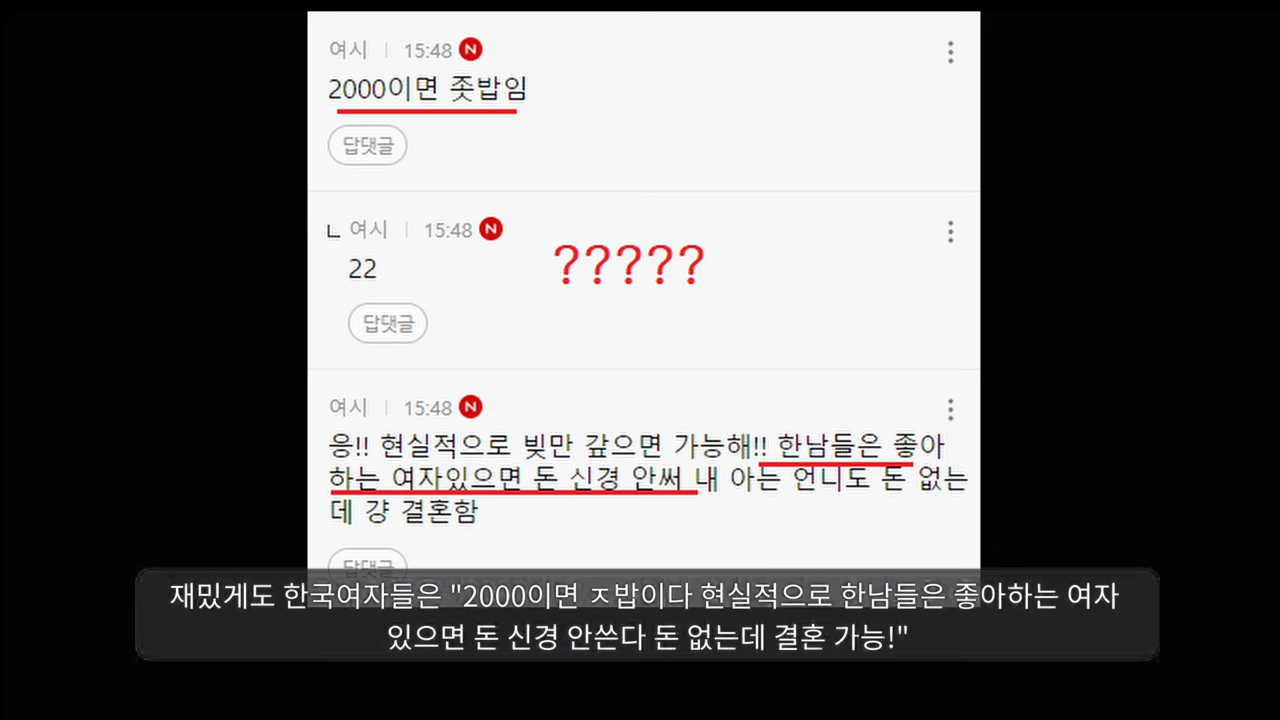 여시 | 15:48 N
2000이면 좃밥임
답댓글
ㄴ 여시 | 15:48 N
?????
22
답댓글
여시 | 15:48 N
응!! 현실적으로 빚만 갚으면 가능해!! 한남들은 좋아
하는 여자있으면 돈 신경 안써 내 아는 언니도 돈 없는
데 걍 결혼함
답댓글
재밌게도 한국여자들은 "2000이면 ㅈ밥이다 현실적으로 한남들은 좋아하는 여자
있으면 돈 신경 안쓴다 돈 없는데 결혼 가능!"